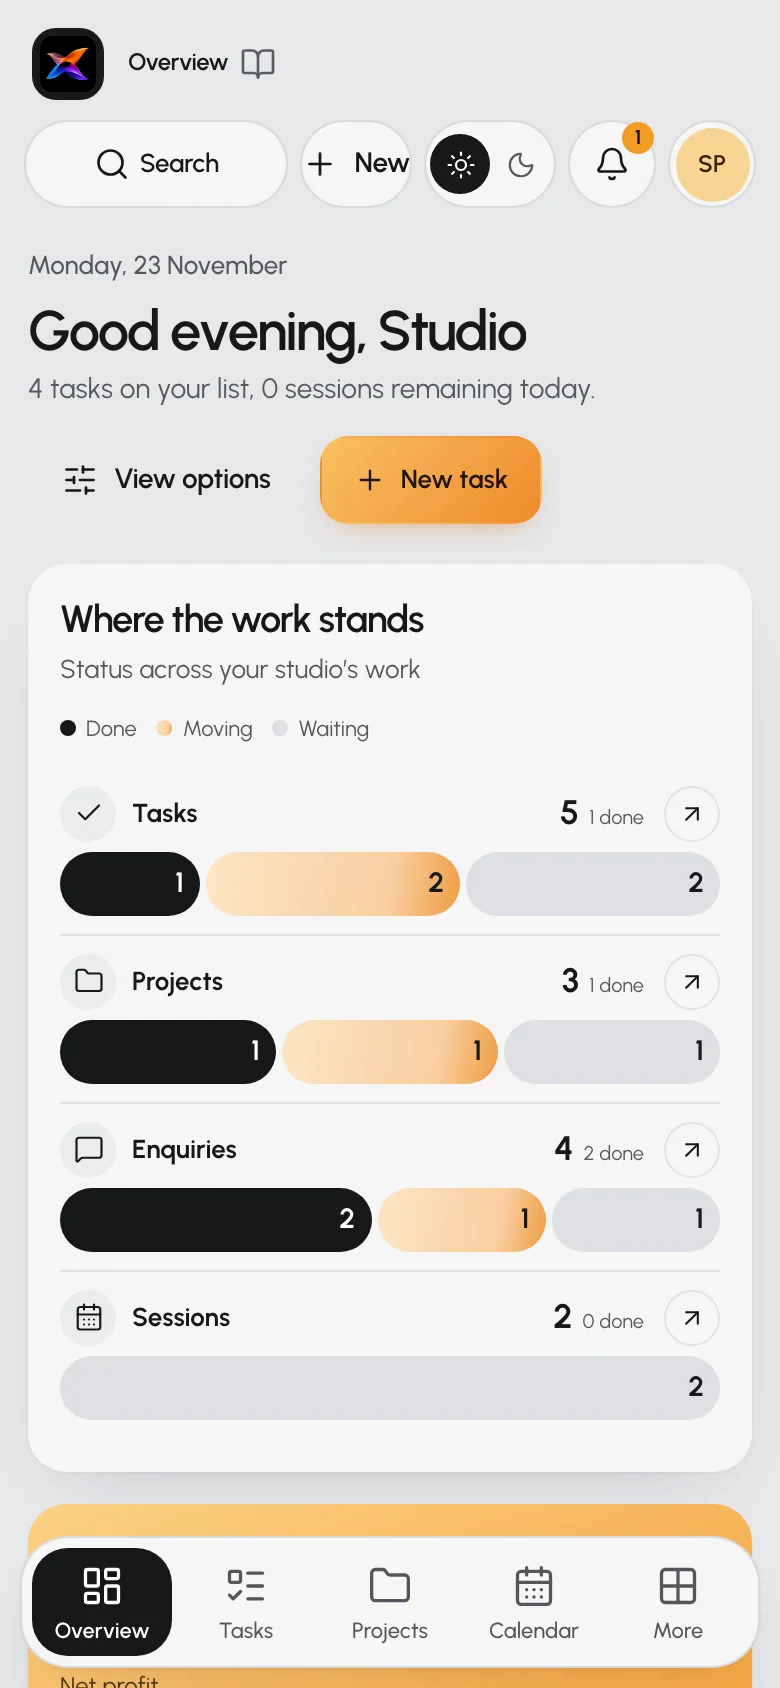 Overview
Search
New
1
SP
Monday, 23 November
Good evening, Studio
4 tasks on your list, 0 sessions remaining today.
View options
New task
Where the work stands
Status across your studio's work
Done Moving Waiting
Tasks 5 1 done
1 2 2
Projects 3 1 done
1 1 1
Enquiries 4 2 done
2 1 1
Sessions 2 0 done
2
Overview Tasks Projects Calendar More
Net profit